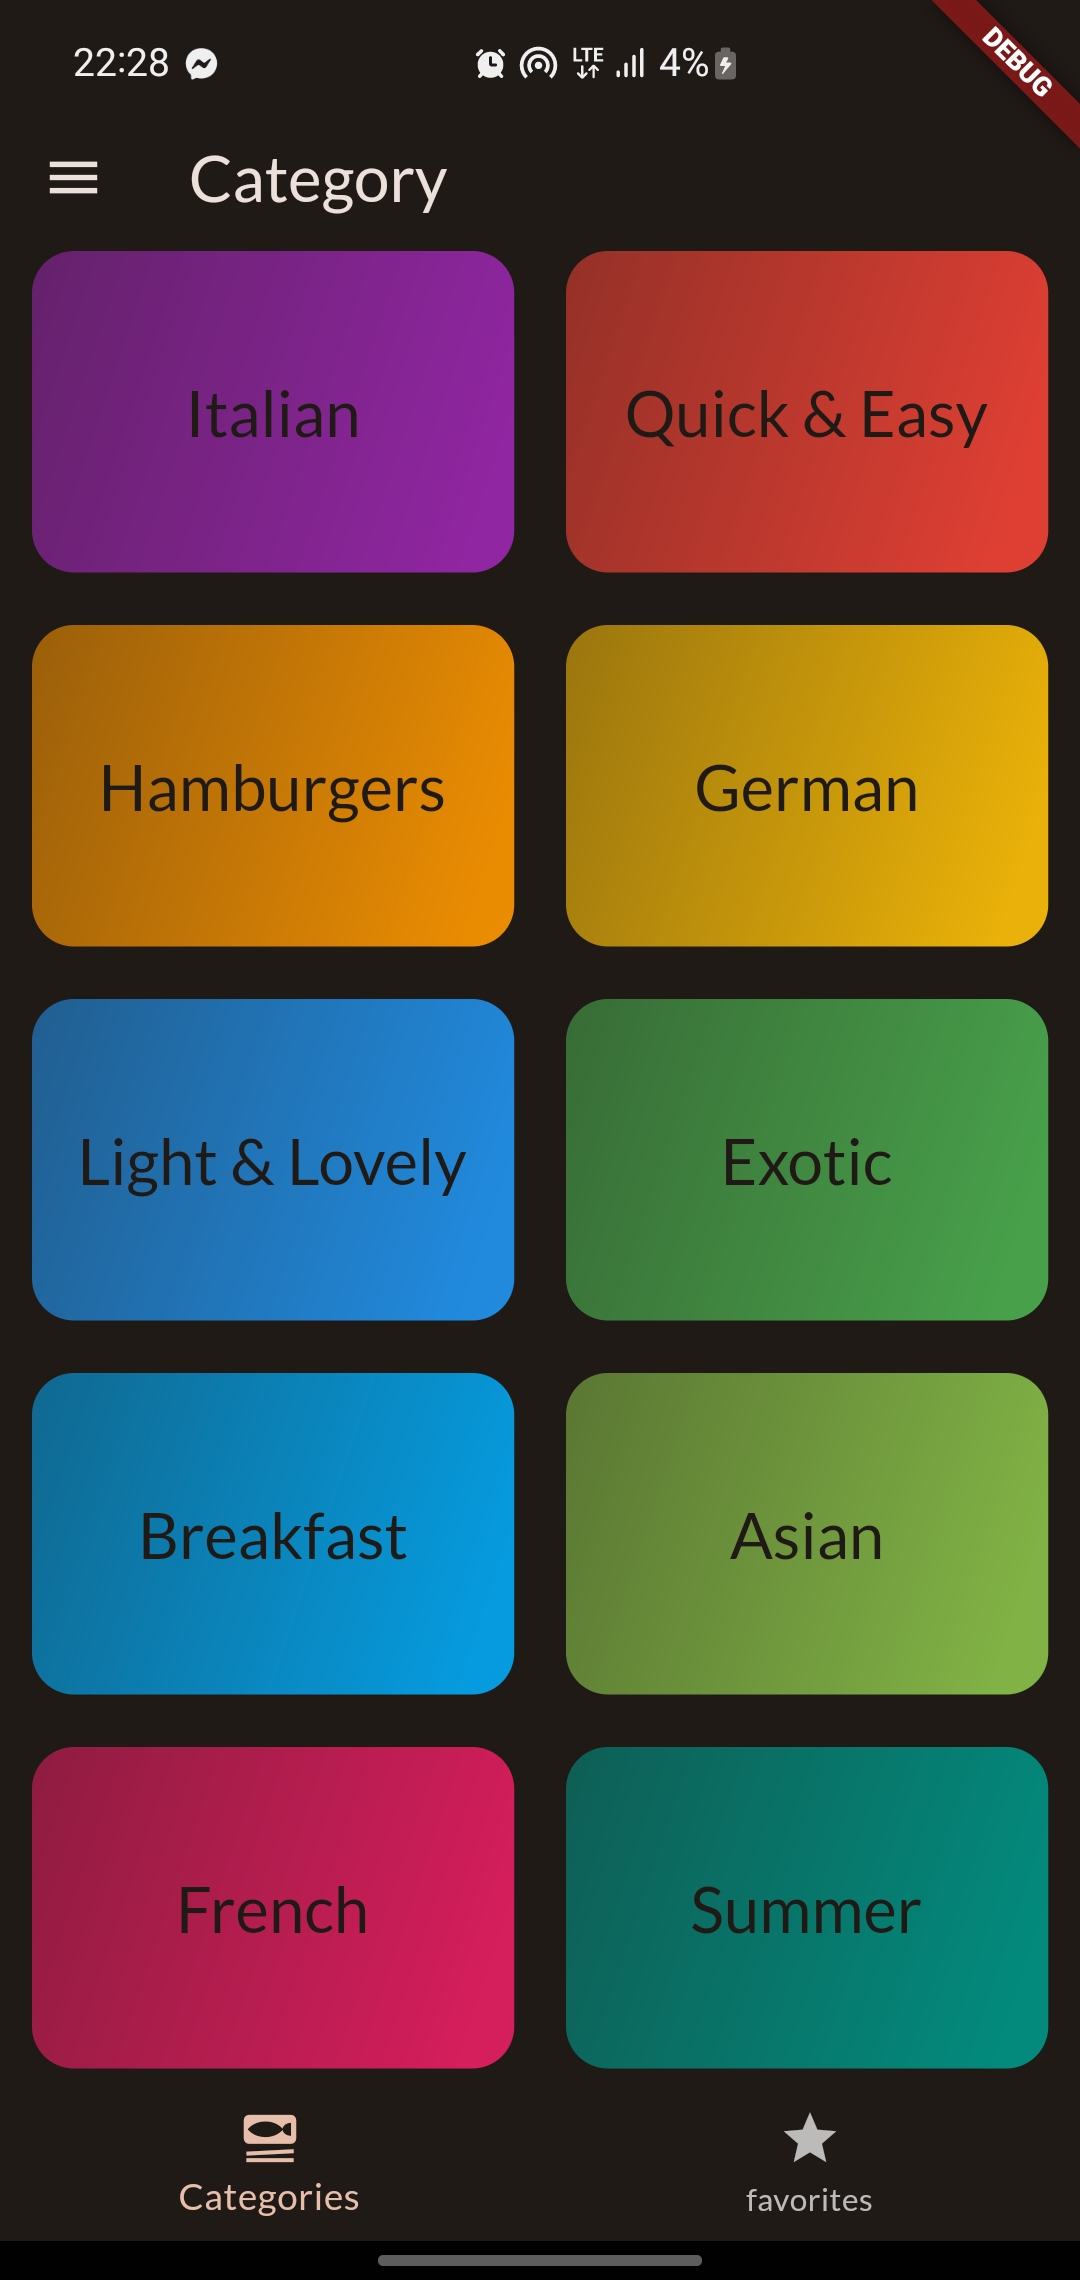 22:28
LTE
4%
DEBUG
Category
Italian
Quick & Easy
Hamburgers
German
Light & Lovely
Exotic
Breakfast
Asian
French
Summer
Categories
favorites